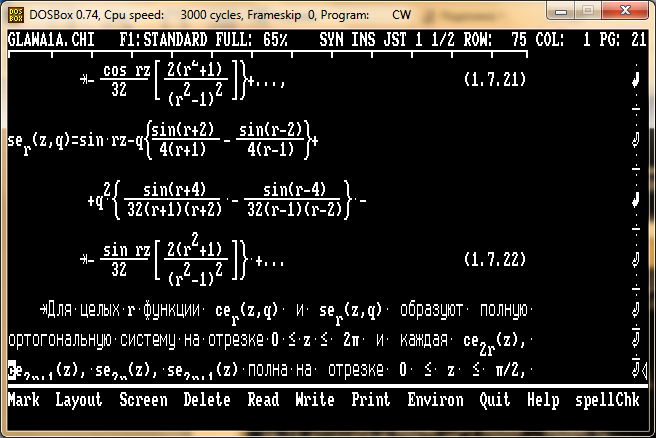 DOSBox 0.74, Cpu speed: 3000 cycles, Frameskip 0, Program: CW
GLAWA1A.CHI F1:STANDARD FULL: 65% SYN INS JST 1 1/2 ROW: 75 COL: 1 PG: 21
- cos rz/32 [ 2(r²+1)/(r²-1)² ]}+..., (1.7.21)
se_r(z,q)=sin rz-q{ sin(r+2)/4(r+1) - sin(r-2)/4(r-1) }+
+q²{ sin(r+4)/32(r+1)(r+2) - sin(r-4)/32(r-1)(r-2) } -
- sin rz/32 [ 2(r²+1)/(r²-1)² ]} +... (1.7.22)
Для целых r функции ce_r(z,q) и se_r(z,q) образуют полную
ортогональную систему на отрезке 0 ≤ z ≤ 2π и каждая ce_2r(z),
ce_2r+1(z), se_2r(z), se_2r+1(z) полна на отрезке 0 ≤ z ≤ π/2,
Mark Layout Screen Delete Read Write Print Environ Quit Help spellChk